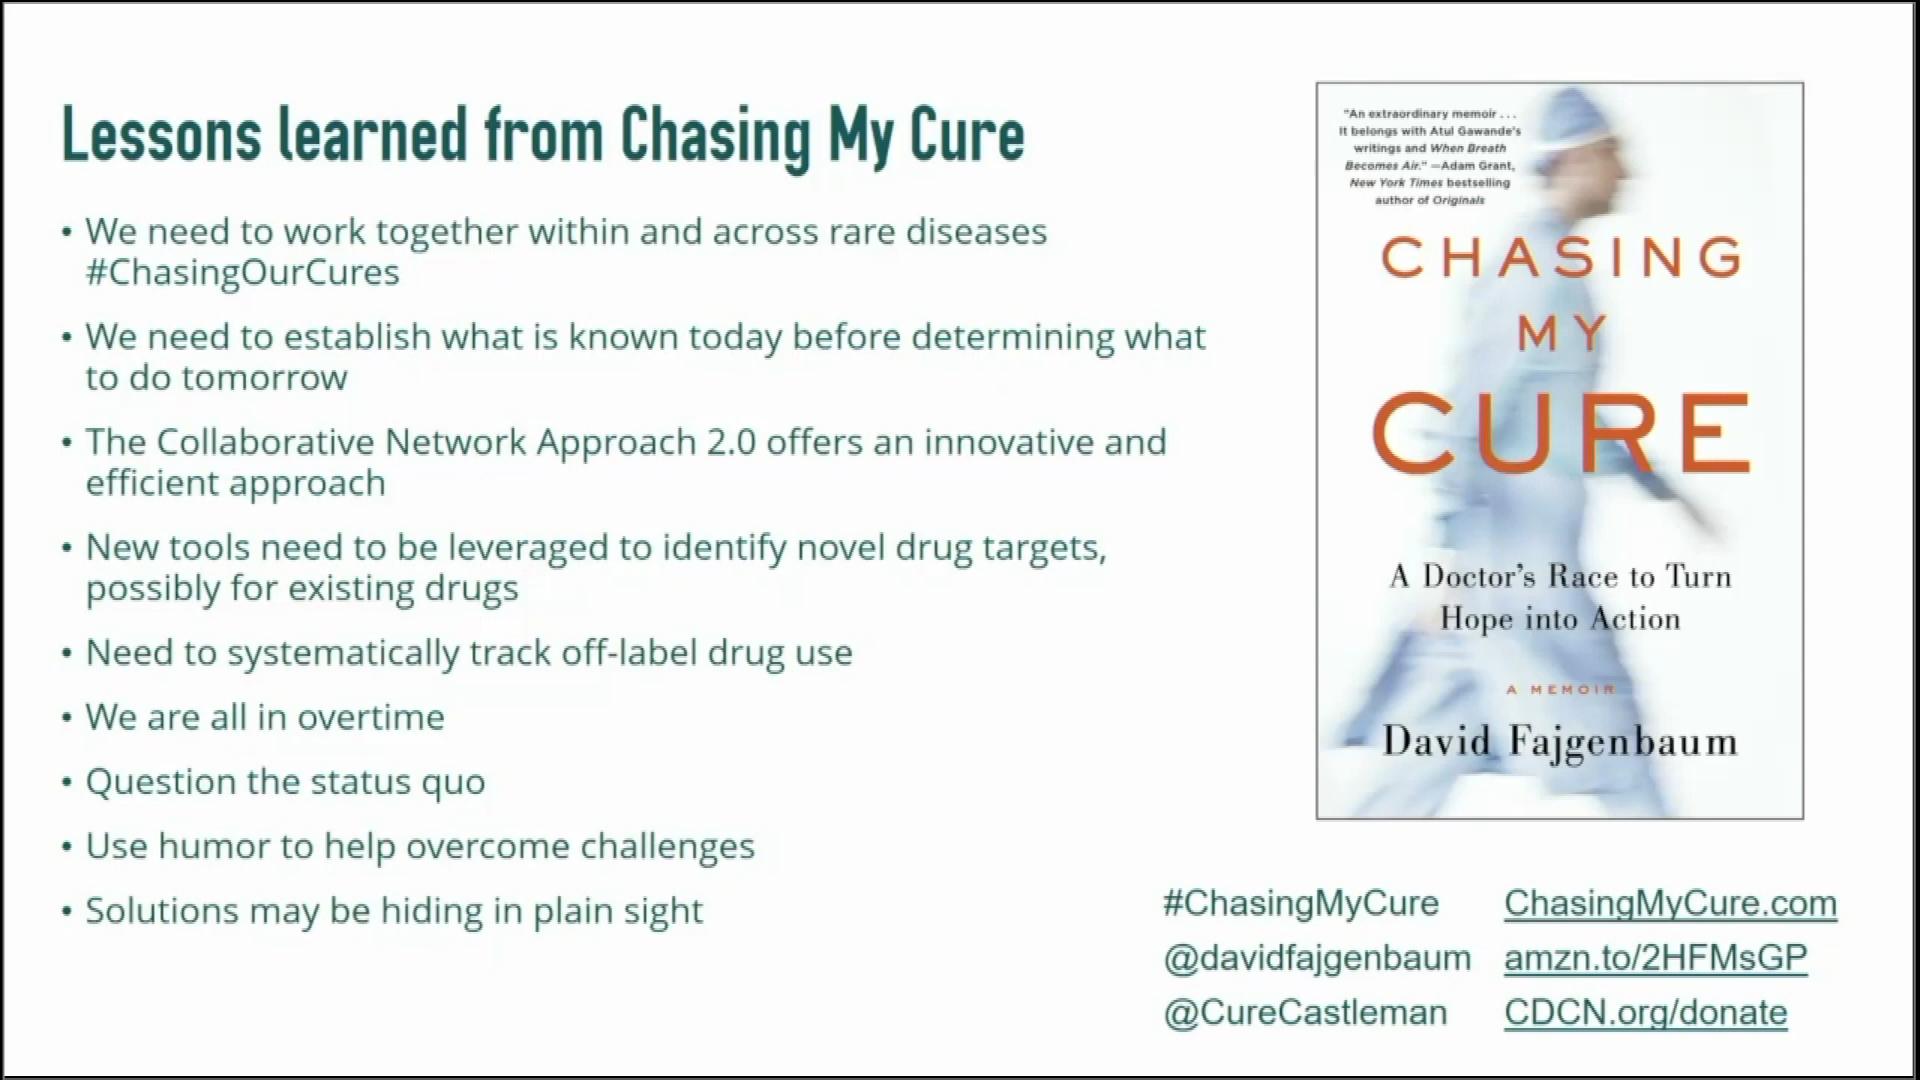 Lessons learned from Chasing My Cure
• We need to work together within and across rare diseases
#ChasingOurCures
• We need to establish what is known today before determining what
to do tomorrow
• The Collaborative Network Approach 2.0 offers an innovative and
efficient approach
• New tools need to be leveraged to identify novel drug targets,
possibly for existing drugs
• Need to systematically track off-label drug use
• We are all in overtime
• Question the status quo
• Use humor to help overcome challenges
• Solutions may be hiding in plain sight
"An extraordinary memoir . . .
It belongs with Atul Gawande's
writings and When Breath
Becomes Air." —Adam Grant,
New York Times bestselling
author of Originals
CHASING
MY
CURE
A Doctor's Race to Turn
Hope into Action
A MEMOIR
David Fajgenbaum
#ChasingMyCure
ChasingMyCure.com
@davidfajgenbaum
amzn.to/2HFMsGP
@CureCastleman
CDCN.org/donate